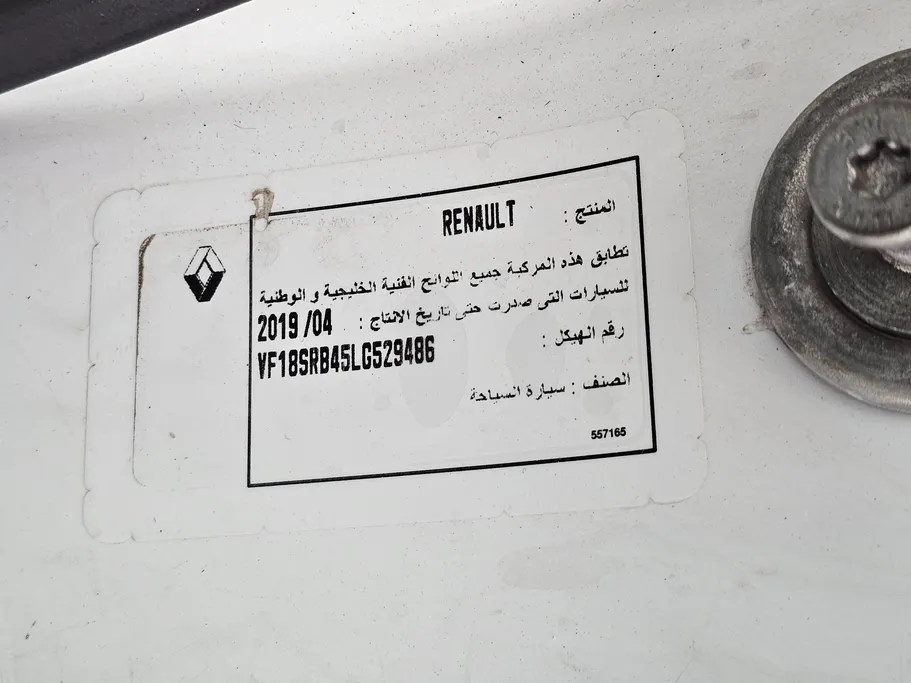 المنتج : RENAULT
تطابق هذه المركبة جميع اللوائح الفنية الخليجية و الوطنية
للسيارات التى صدرت حتى تاريخ الانتاج : 2019 /04
رقم الهيكل : VF18SRB45LG529486
الصنف : سيارة السياحة
557165